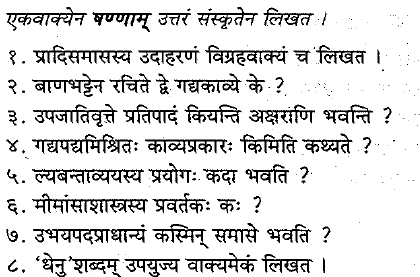 एकवाक्येन षण्णाम् उत्तरं संस्कृतेन लिखत ।
१. प्रादिसमासस्य उदाहरणं विग्रहवाक्यं च लिखत ।
२. बाणभट्टेन रचिते द्वे गद्यकाव्ये के ?
३. उपजातिवृत्ते प्रतिपादं कियन्ति अक्षराणि भवन्ति ?
४. गद्यपद्यमिश्रितः काव्यप्रकारः किमिति कथ्यते ?
५. ल्यबन्ताव्ययस्य प्रयोगः कदा भवति ?
६. मीमांसाशास्त्रस्य प्रवर्तकः कः ?
७. उभयपदप्राधान्यं कस्मिन् समासे भवति ?
८. 'धेनु'शब्दम् उपयुज्य वाक्यमेकं लिखत ।